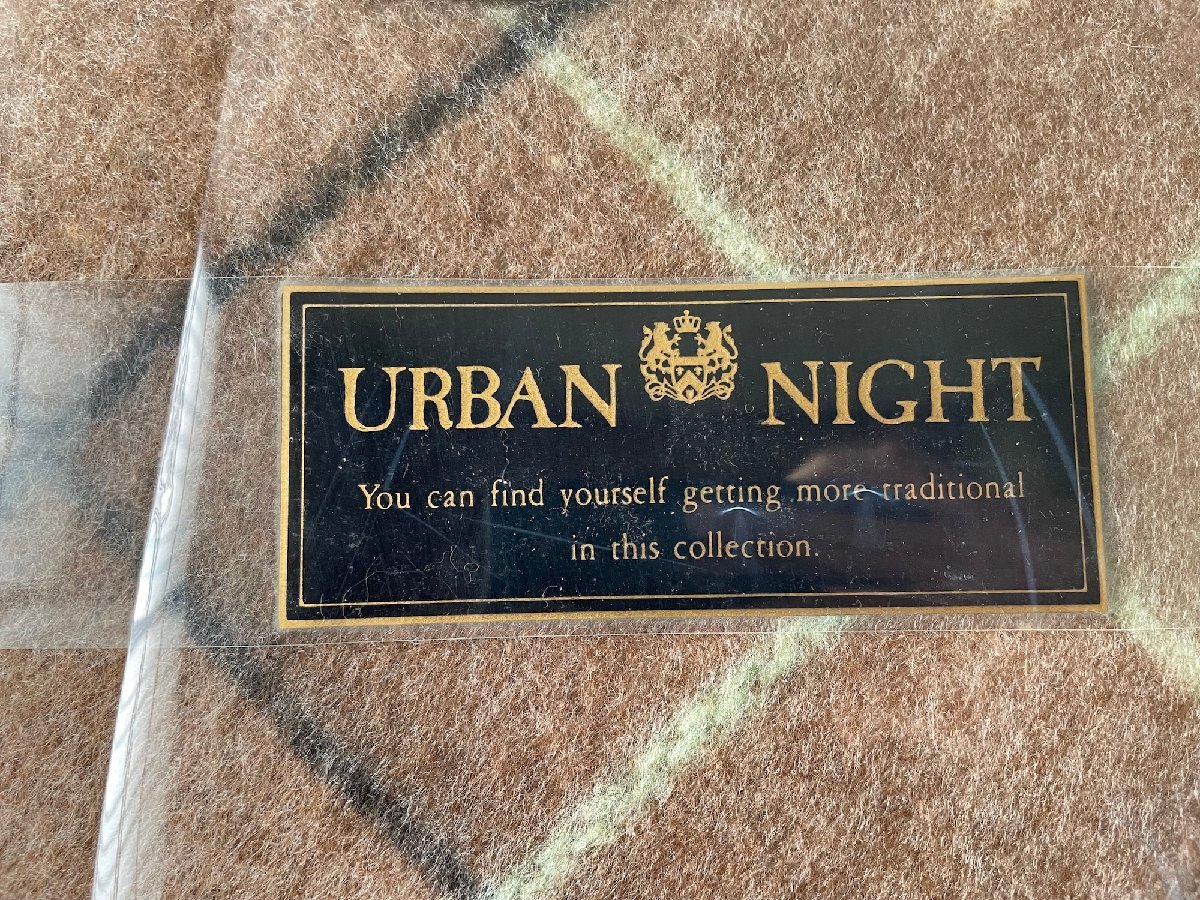 URBAN NIGHT
You can find yourself getting more traditional
in this collection.